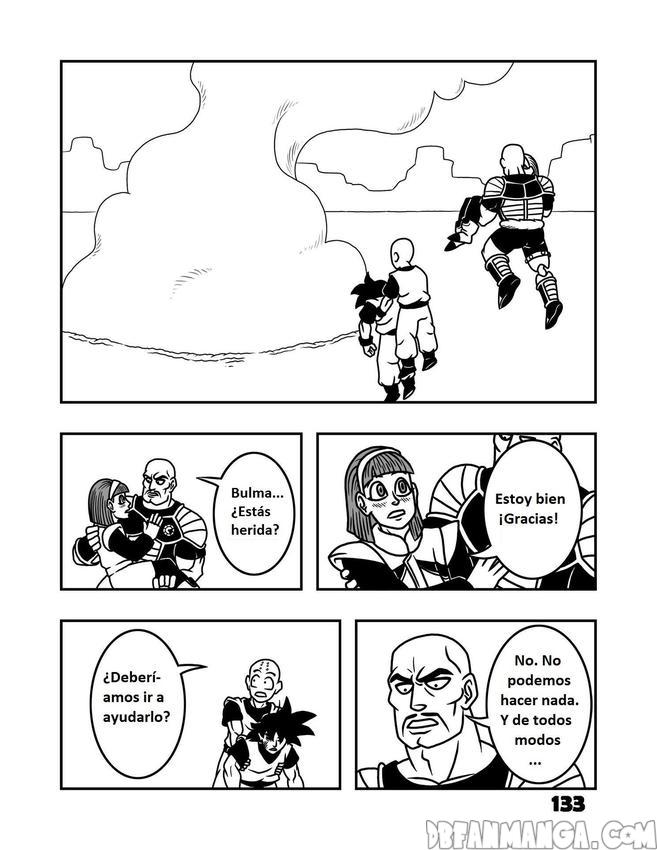 Bulma...
¿Estás
herida?
Estoy bien
¡Gracias!
¿Deberí-
amos ir a
ayudarlo?
No. No
podemos
hacer nada.
Y de todos
modos
...
133
DBFANMANGA.COM